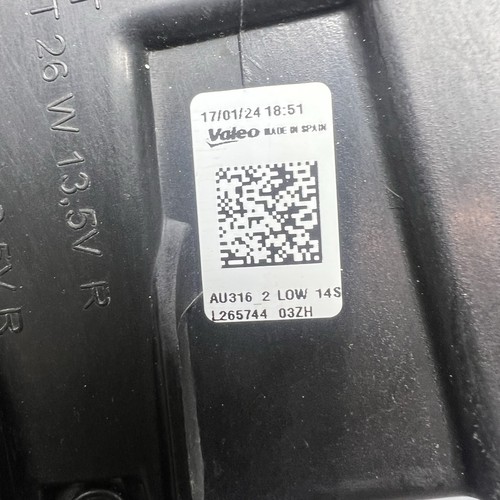 17/01/24 18:51
Valeo MADE IN SPAIN
AU316_2 LOW 14S
L265744 03ZH
T 26 W 13,5V R